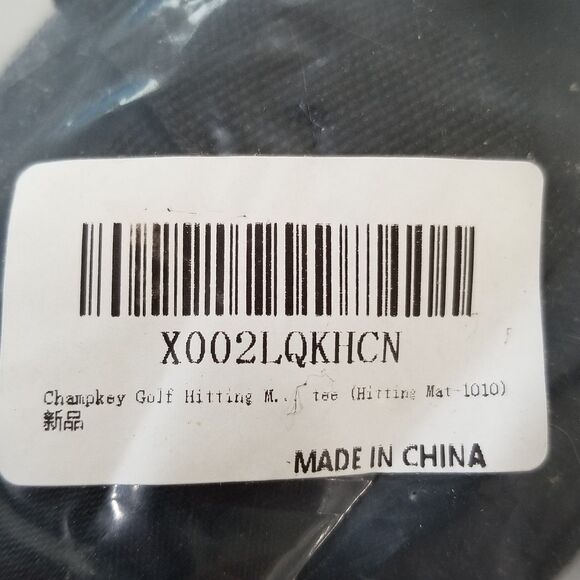 X002LQKHCN
Champkey Golf Hitting M... tee (Hitting Mat-1010)
新品
MADE IN CHINA